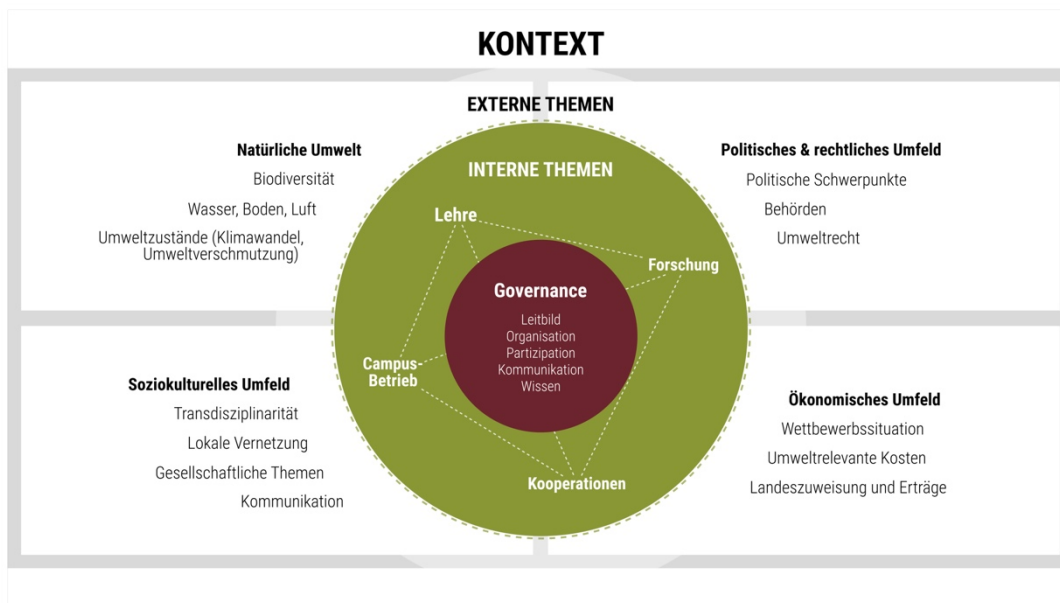 KONTEXT
EXTERNE THEMEN
Natürliche Umwelt
Biodiversität
Wasser, Boden, Luft
Umweltzustände (Klimawandel,
Umweltverschmutzung)
Politisches & rechtliches Umfeld
Politische Schwerpunkte
Behörden
Umweltrecht
INTERNE THEMEN
Lehre
Forschung
Governance
Leitbild
Organisation
Partizipation
Kommunikation
Wissen
Campus-
Betrieb
Kooperationen
Soziokulturelles Umfeld
Transdisziplinarität
Lokale Vernetzung
Gesellschaftliche Themen
Kommunikation
Ökonomisches Umfeld
Wettbewerbssituation
Umweltrelevante Kosten
Landeszuweisung und Erträge